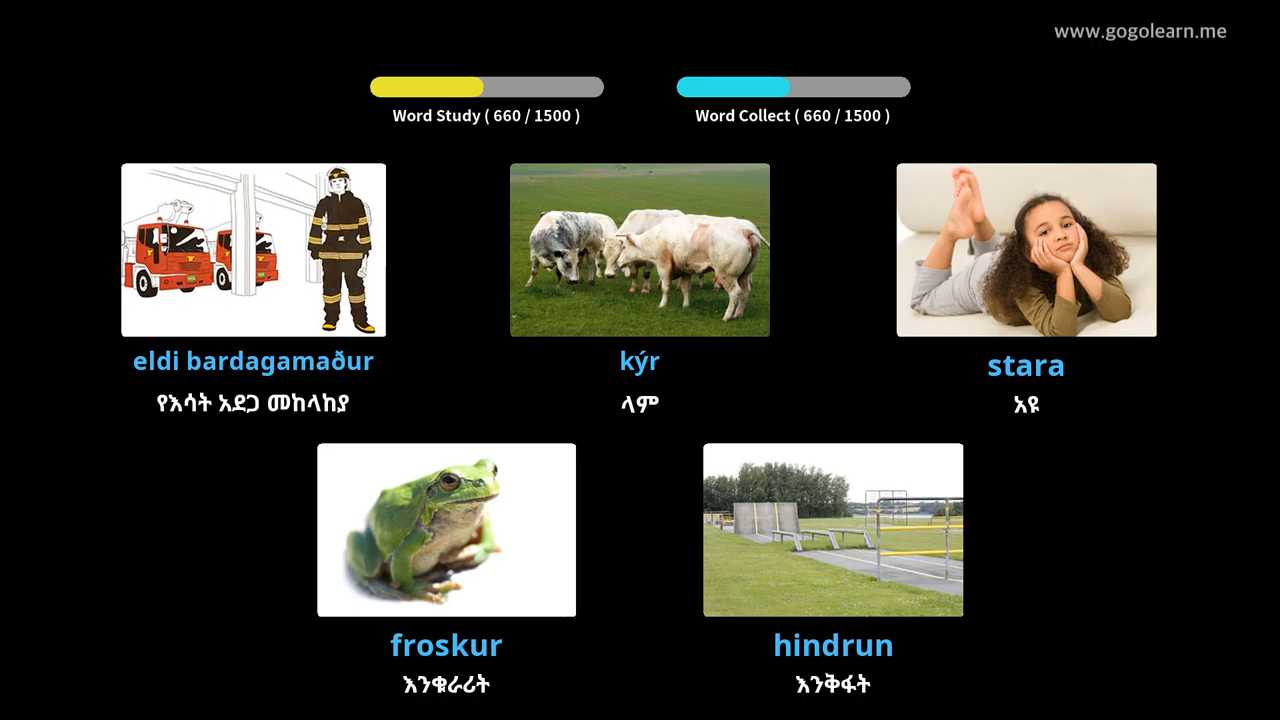 www.gogolearn.me
Word Study ( 660 / 1500 )
Word Collect ( 660 / 1500 )
eldi bardagamaður
kýr
stara
የእሳት አደጋ መከላከያ
ላም
አዩ
froskur
hindrun
እንቁራሪት
እንቅፋት